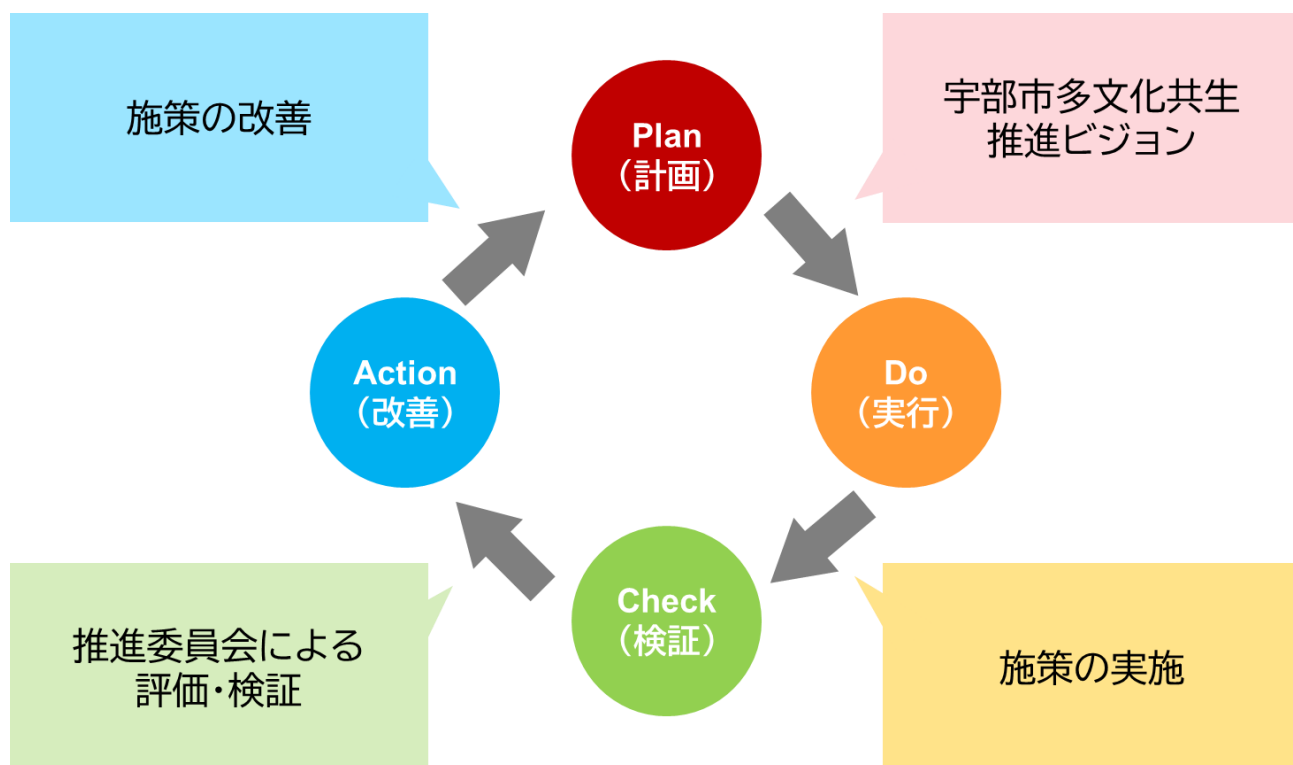 施策の改善
宇部市多文化共生
推進ビジョン
Plan
（計画）
Action
（改善）
Do
（実行）
Check
（検証）
推進委員会による
評価・検証
施策の実施